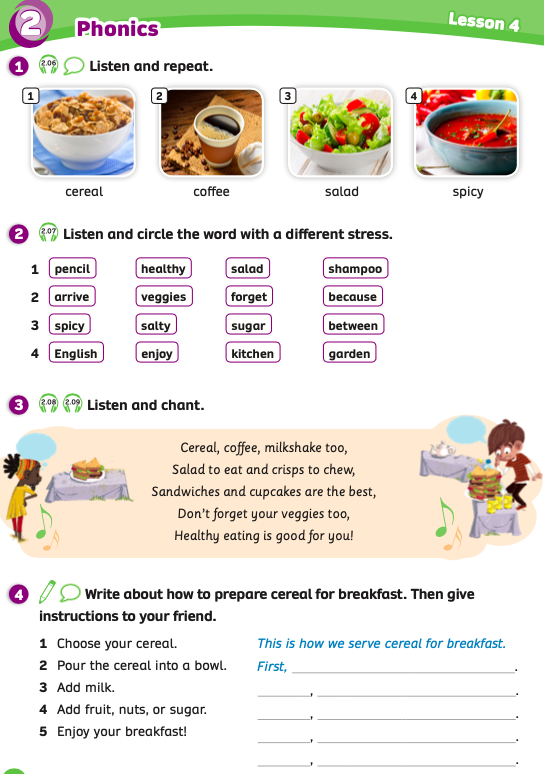 2 Phonics
Lesson 4
1 2.06 Listen and repeat.
1 2 3 4
cereal coffee salad spicy
2 2.07 Listen and circle the word with a different stress.
1 pencil healthy salad shampoo
2 arrive veggies forget because
3 spicy salty sugar between
4 English enjoy kitchen garden
3 2.08 2.09 Listen and chant.
Cereal, coffee, milkshake too,
Salad to eat and crisps to chew,
Sandwiches and cupcakes are the best,
Don't forget your veggies too,
Healthy eating is good for you!
4 Write about how to prepare cereal for breakfast. Then give
instructions to your friend.
1 Choose your cereal. This is how we serve cereal for breakfast.
2 Pour the cereal into a bowl. First, ____________________.
3 Add milk. ________, ____________________.
4 Add fruit, nuts, or sugar. ________, ____________________.
5 Enjoy your breakfast! ________, ____________________.
________, ____________________.